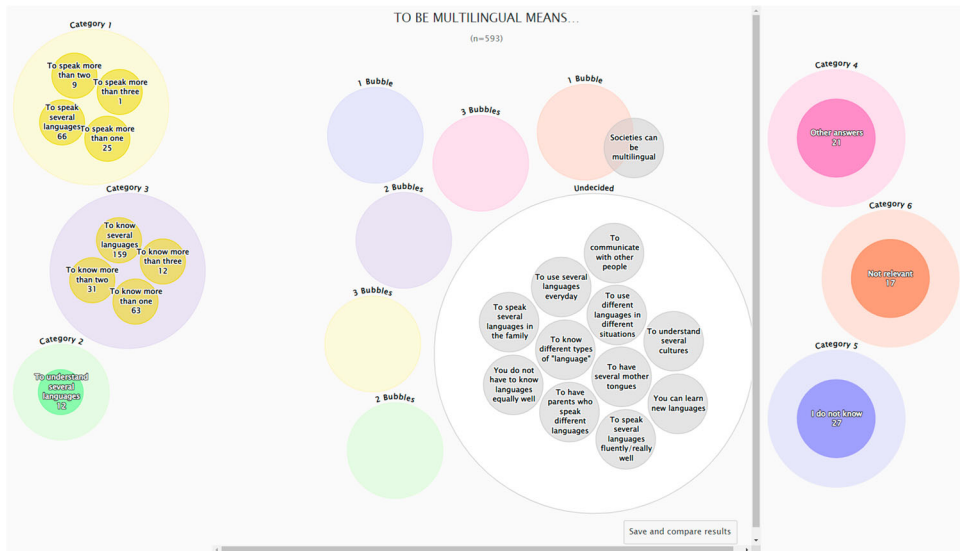 TO BE MULTILINGUAL MEANS...
(n=593)
Category 1
To speak more
than two
9
To speak more
than three
1
To speak
several
languages
66
To speak more
than one
25
Category 3
To know
several
languages
159
To know more
than three
12
To know more
than two
31
To know more
than one
63
Category 2
To understand
several
languages
12
1 Bubble
3 Bubbles
1 Bubble
Societies can
be
multilingual
2 Bubbles
3 Bubbles
2 Bubbles
Undecided
To
communicate
with other
people
To use several
languages
everyday
To use
different
languages in
different
situations
To speak
several
languages in
the family
To understand
several
cultures
To know
different types
of "language"
You do not
have to know
languages
equally well
To have
several mother
tongues
To have
parents who
speak
different
languages
You can learn
new languages
To speak
several
languages
fluently/really
well
Save and compare results
Category 4
Other answers
21
Category 6
Not relevant
17
Category 5
I do not know
27